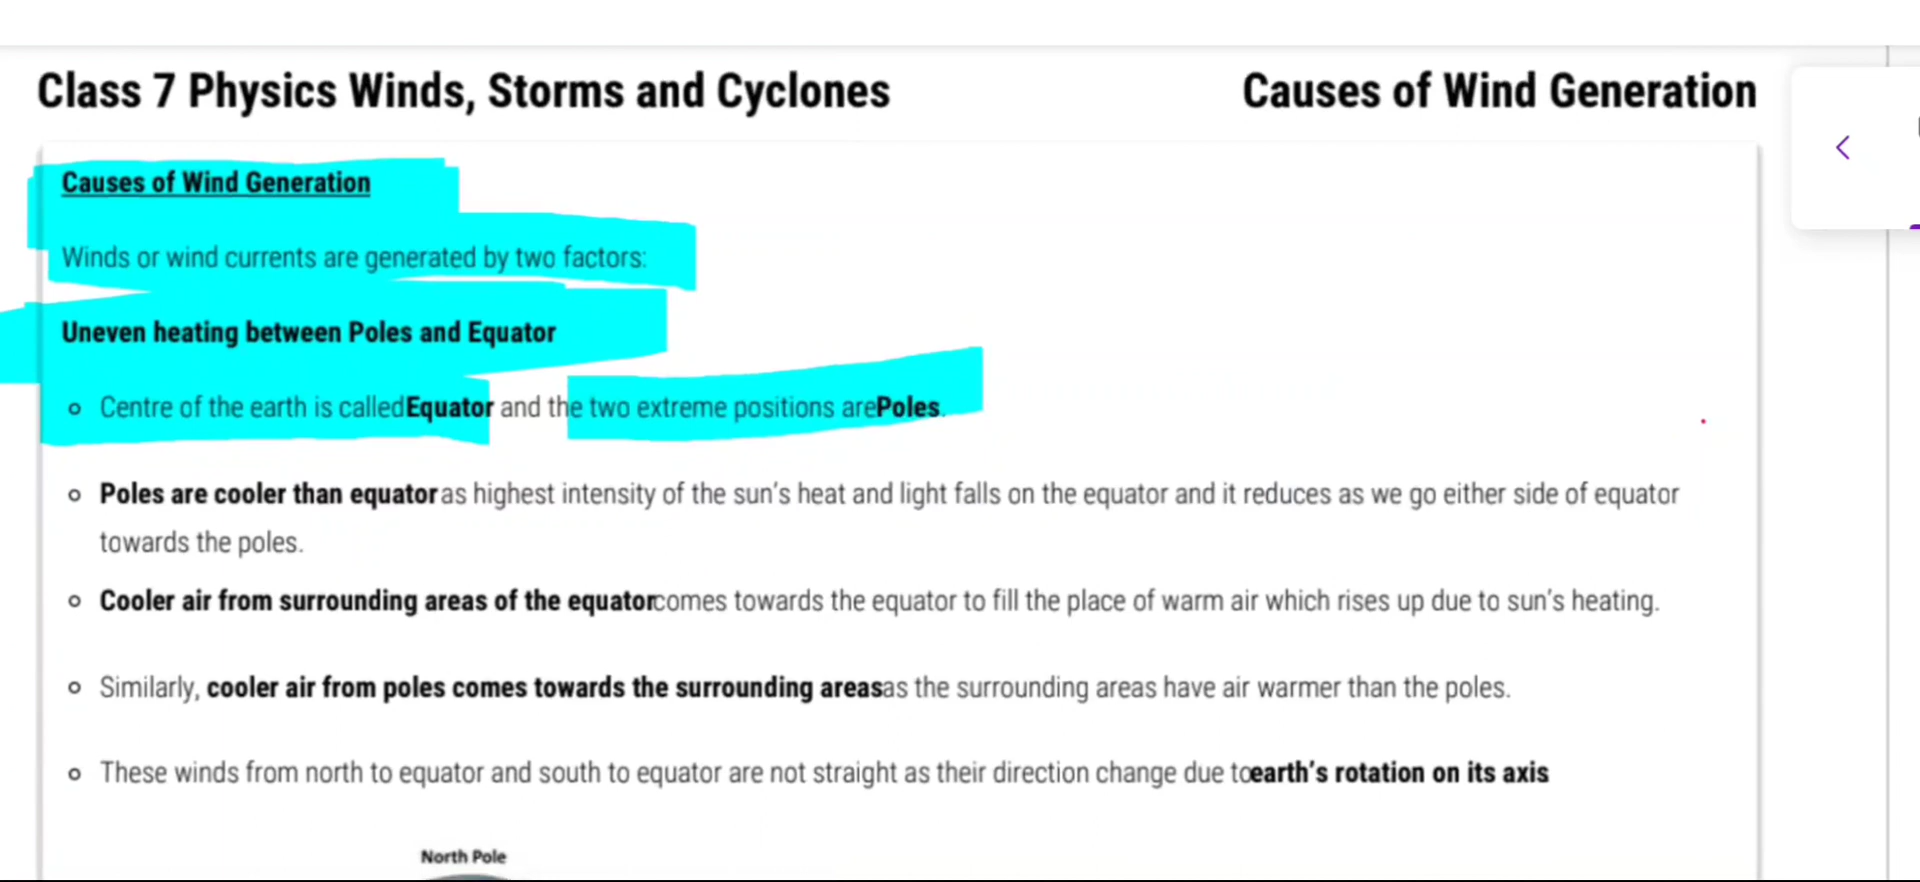 Class 7 Physics Winds, Storms and Cyclones
Causes of Wind Generation
Causes of Wind Generation
Winds or wind currents are generated by two factors:
Uneven heating between Poles and Equator
Centre of the earth is calledEquator and the two extreme positions arePoles.
Poles are cooler than equator as highest intensity of the sun's heat and light falls on the equator and it reduces as we go either side of equator
towards the poles.
Cooler air from surrounding areas of the equatorcomes towards the equator to fill the place of warm air which rises up due to sun's heating.
Similarly, cooler air from poles comes towards the surrounding areasas the surrounding areas have air warmer than the poles.
These winds from north to equator and south to equator are not straight as their direction change due toearth's rotation on its axis
North Pole